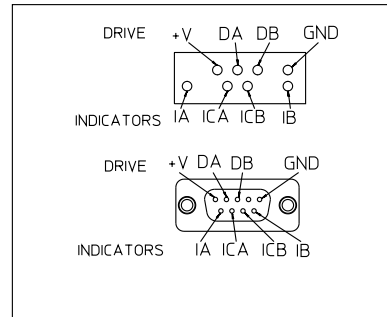 DRIVE +V DA DB GND
INDICATORS IA ICA ICB IB
DRIVE +V DA DB GND
INDICATORS IA ICA ICB IB